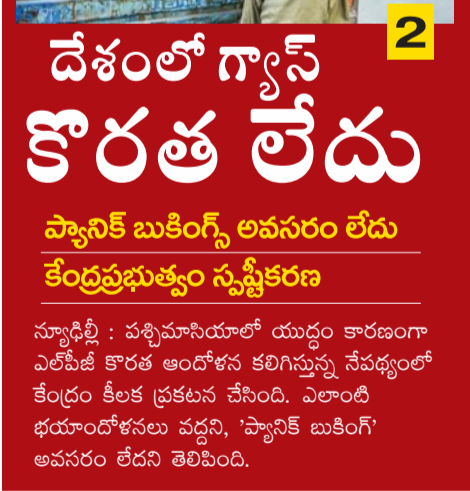 2
దేశంలో గ్యాస్
కొరత లేదు
ప్యానిక్ బుకింగ్స్ అవసరం లేదు
కేంద్రప్రభుత్వం స్పష్టీకరణ
న్యూఢిల్లీ : పశ్చిమాసియాలో యుద్ధం కారణంగా
ఎల్‌పీజీ కొరత ఆందోళన కలిగిస్తున్న నేపథ్యంలో
కేంద్రం కీలక ప్రకటన చేసింది. ఎలాంటి
భయాందోళనలు వద్దని, 'ప్యానిక్ బుకింగ్'
అవసరం లేదని తెలిపింది.